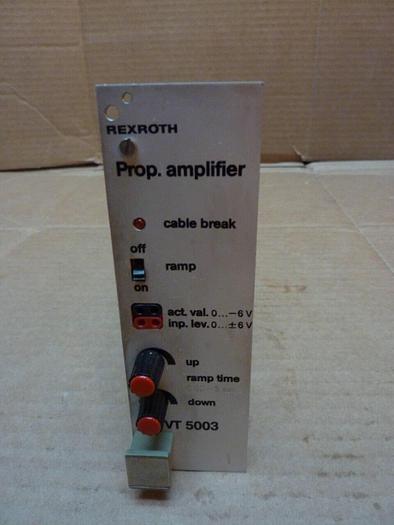 REXROTH
Prop. amplifier
cable break
off
ramp
on
act. val. 0...−6 V
inp. lev. 0...±6 V
up
ramp time
down
VT 5003